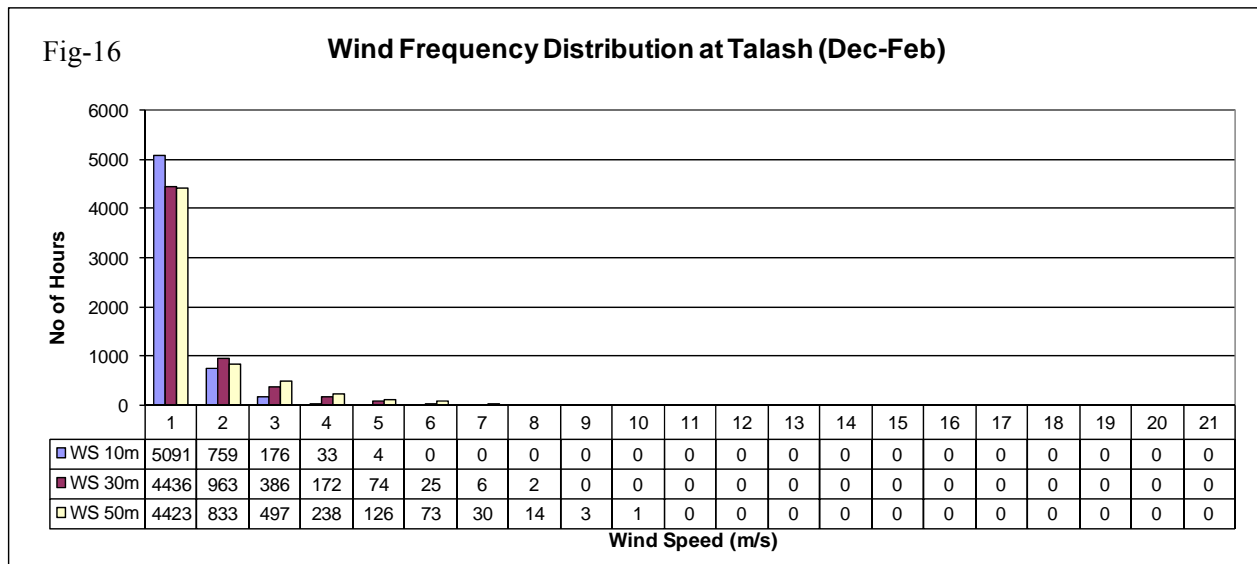 Fig-16
Wind Frequency Distribution at Talash (Dec-Feb)
No of Hours
6000
5000
4000
3000
2000
1000
0
1 2 3 4 5 6 7 8 9 10 11 12 13 14 15 16 17 18 19 20 21
WS 10m 5091 759 176 33 4 0 0 0 0 0 0 0 0 0 0 0 0 0 0 0 0
WS 30m 4436 963 386 172 74 25 6 2 0 0 0 0 0 0 0 0 0 0 0 0 0
WS 50m 4423 833 497 238 126 73 30 14 3 1 0 0 0 0 0 0 0 0 0 0 0
Wind Speed (m/s)